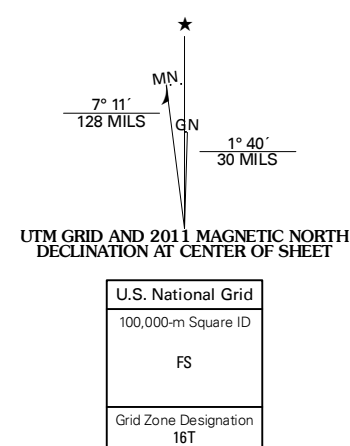 ★
MN.
7° 11´
128 MILS
GN
1° 40´
30 MILS
UTM GRID AND 2011 MAGNETIC NORTH
DECLINATION AT CENTER OF SHEET
U.S. National Grid
100,000-m Square ID
FS
Grid Zone Designation
16T